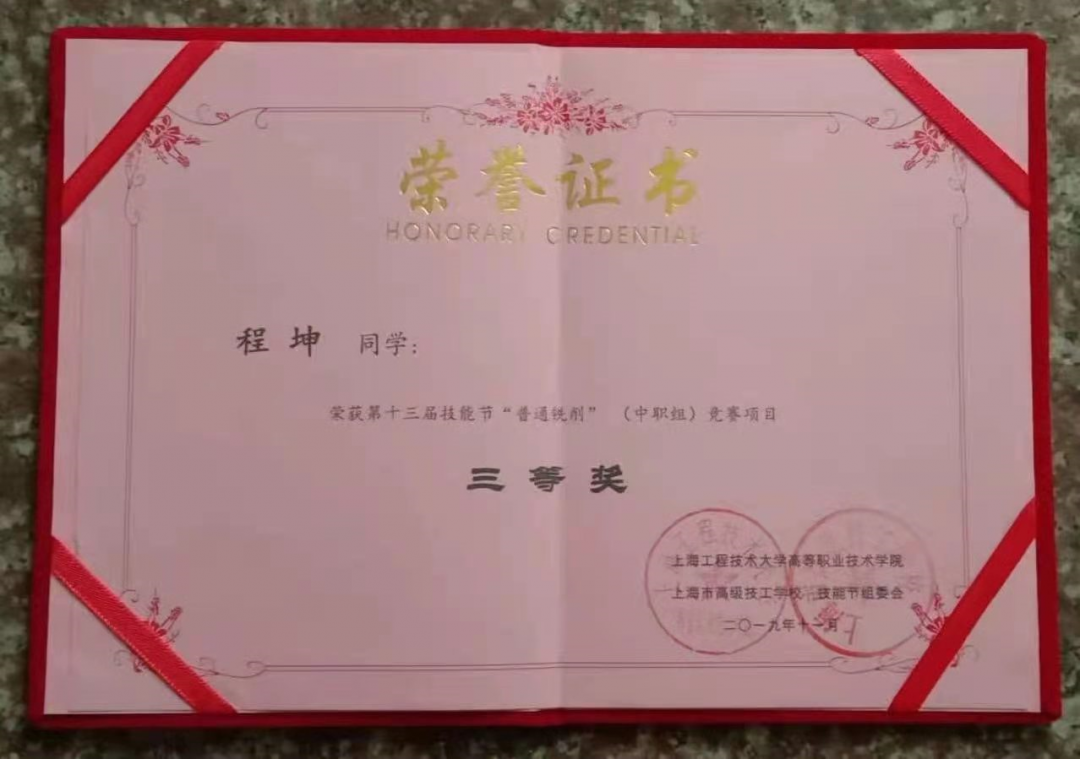 荣誉证书
HONORARY CREDENTIAL
程坤 同学：
荣获第十三届技能节“普通铣削”（中职组）竞赛项目
三等奖
上海工程技术大学高等职业技术学院
上海市高级技工学校 技能节组委会
二〇一九年十一月